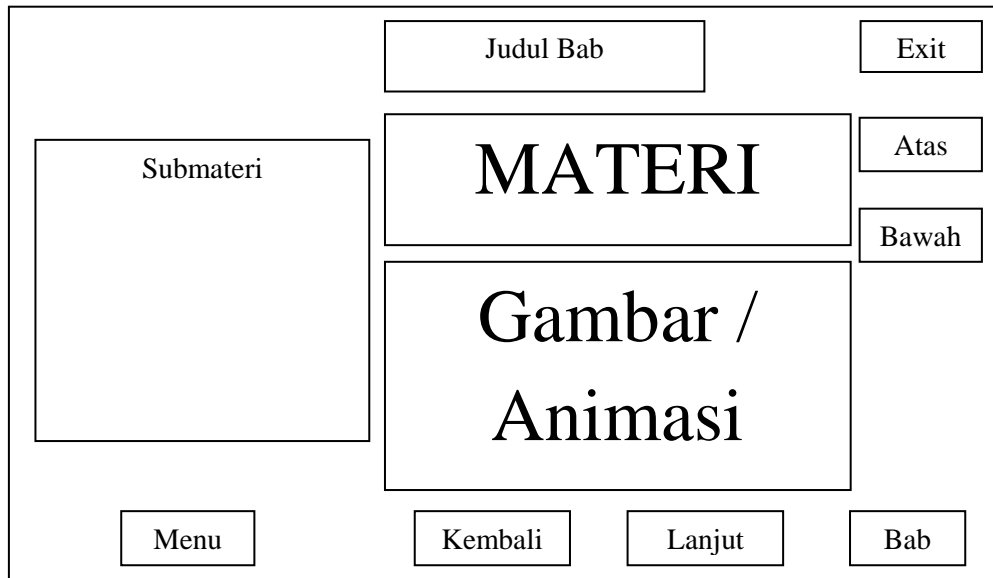 Judul Bab
Exit
Submateri
MATERI
Atas
Bawah
Gambar /
Animasi
Menu
Kembali
Lanjut
Bab